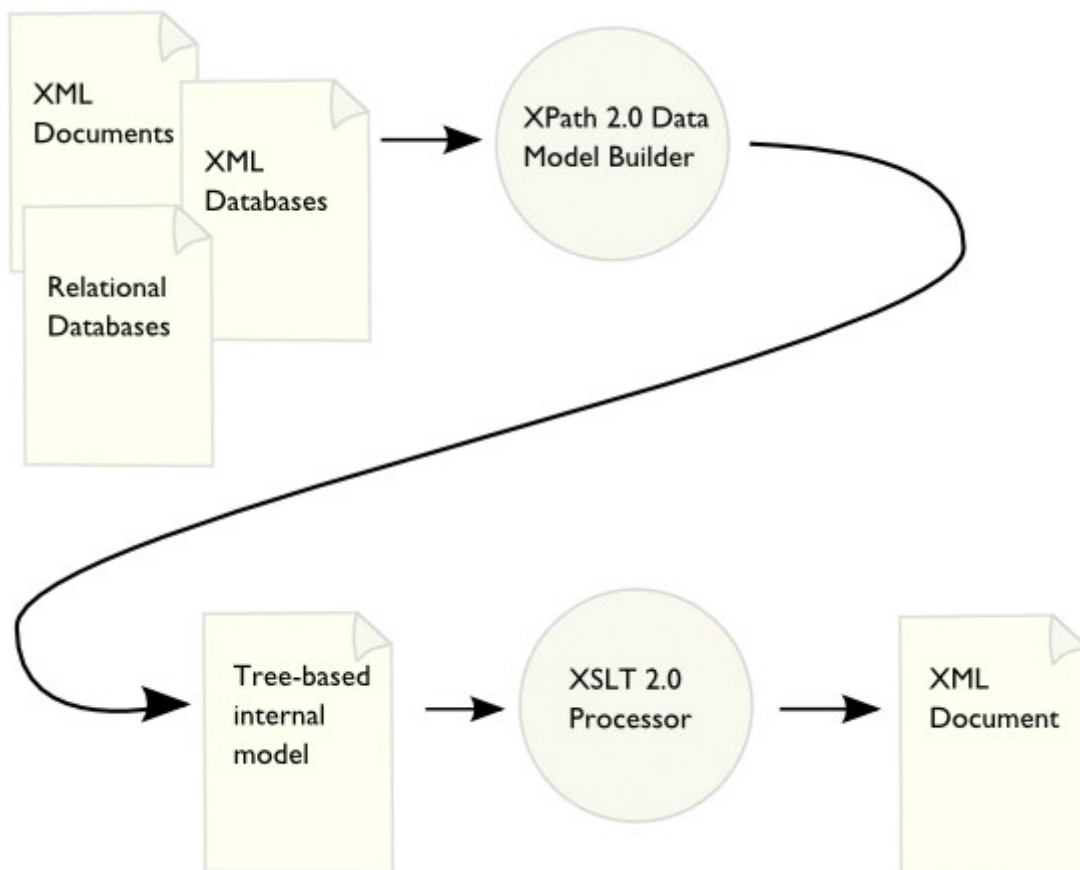 XML
Documents
XML
Databases
Relational
Databases
XPath 2.0 Data
Model Builder
Tree-based
internal
model
XSLT 2.0
Processor
XML
Document